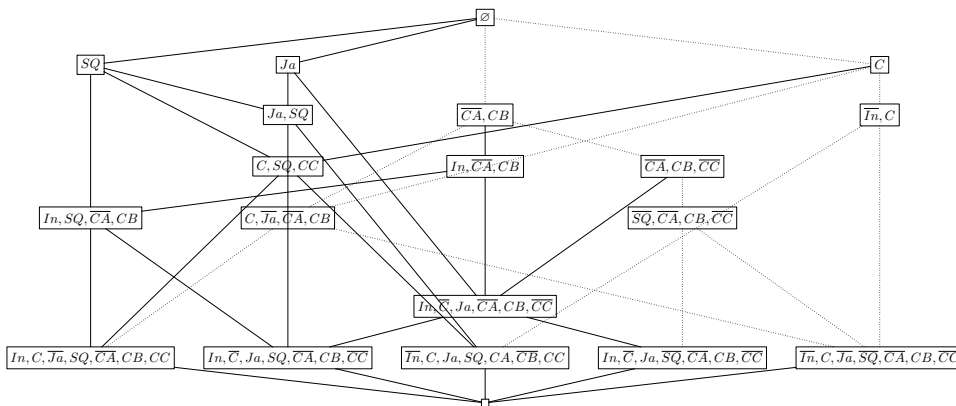 ∅
SQ
Ja
C
Ja, SQ
C̅A̅, CB
I̅n̅, C
C, SQ, CC
In, C̅A̅, CB
C̅A̅, CB, C̅C̅
In, SQ, C̅A̅, CB
C, J̅a̅, C̅A̅, CB
S̅Q̅, C̅A̅, CB, C̅C̅
In, C̅, Ja, C̅A̅, CB, C̅C̅
In, C, J̅a̅, SQ, C̅A̅, CB, CC
In, C̅, Ja, SQ, C̅A̅, CB, C̅C̅
I̅n̅, C, Ja, SQ, CA, C̅B̅, CC
In, C̅, Ja, S̅Q̅, C̅A̅, CB, C̅C̅
I̅n̅, C, J̅a̅, S̅Q̅, C̅A̅, CB, C̅C̅